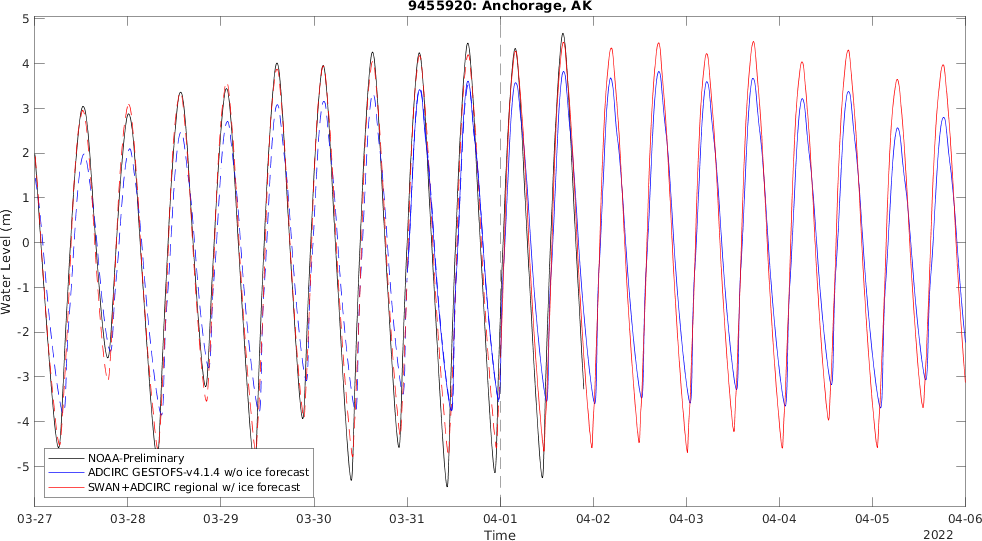 9455920: Anchorage, AK
5
4
3
2
1
0
-1
-2
-3
-4
-5
Water Level (m)
NOAA-Preliminary
ADCIRC GESTOFS-v4.1.4 w/o ice forecast
SWAN+ADCIRC regional w/ ice forecast
03-27 03-28 03-29 03-30 03-31 04-01 04-02 04-03 04-04 04-05 04-06
Time
2022